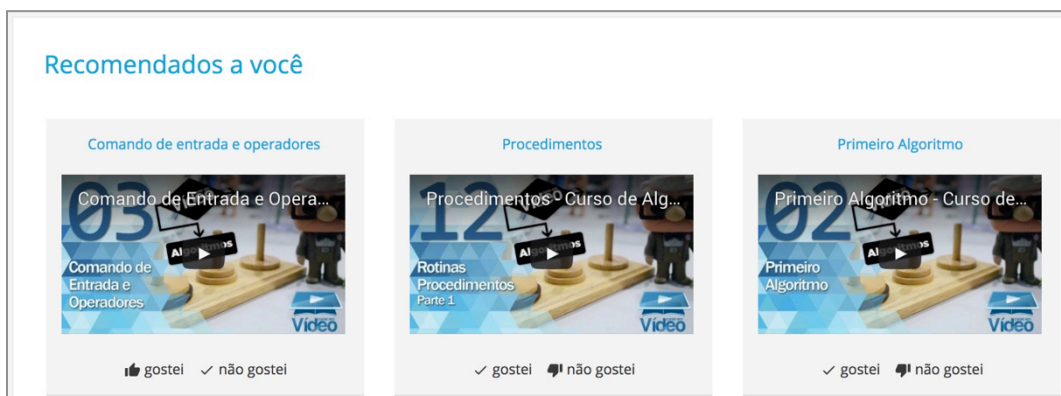 Recomendados a você
Comando de entrada e operadores
Comando de Entrada e Opera...
03
Algoritmos
Comando de
Entrada e
Operadores
Vídeo
gostei não gostei
Procedimentos
Procedimentos - Curso de Alg...
12
Algoritmos
Rotinas
Procedimentos
Parte 1
Vídeo
gostei não gostei
Primeiro Algoritmo
Primeiro Algoritmo - Curso de...
02
Algoritmos
Primeiro
Algoritmo
Vídeo
gostei não gostei